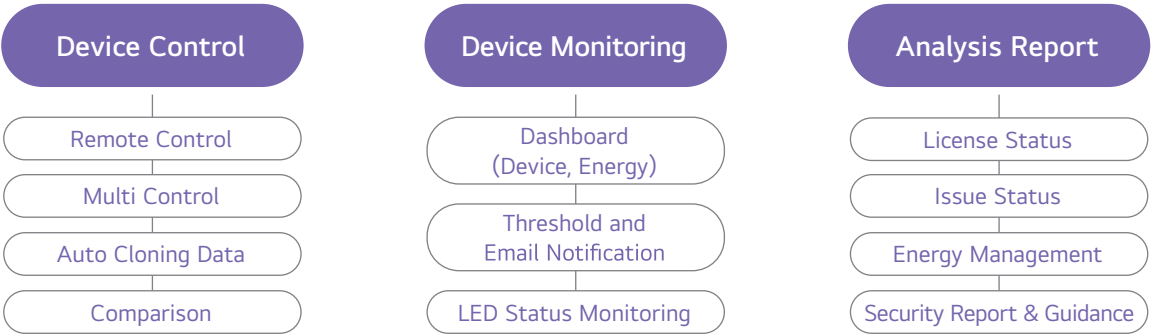 Device Control
Remote Control
Multi Control
Auto Cloning Data
Comparison
Device Monitoring
Dashboard
(Device, Energy)
Threshold and
Email Notification
LED Status Monitoring
Analysis Report
License Status
Issue Status
Energy Management
Security Report & Guidance